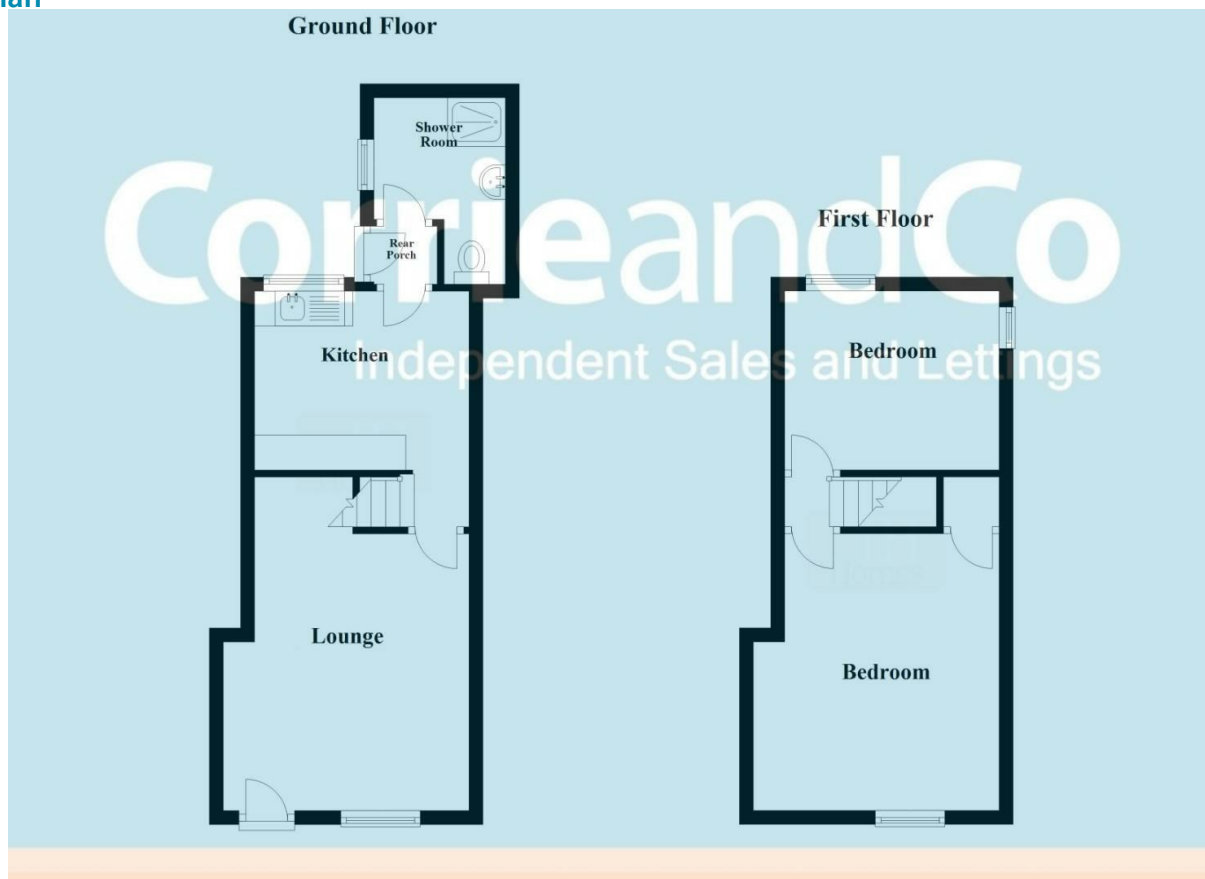 Ground Floor
Shower
Room
Rear
Porch
First Floor
CorrieandCo
Independent Sales and Lettings
Kitchen
Bedroom
Lounge
Bedroom